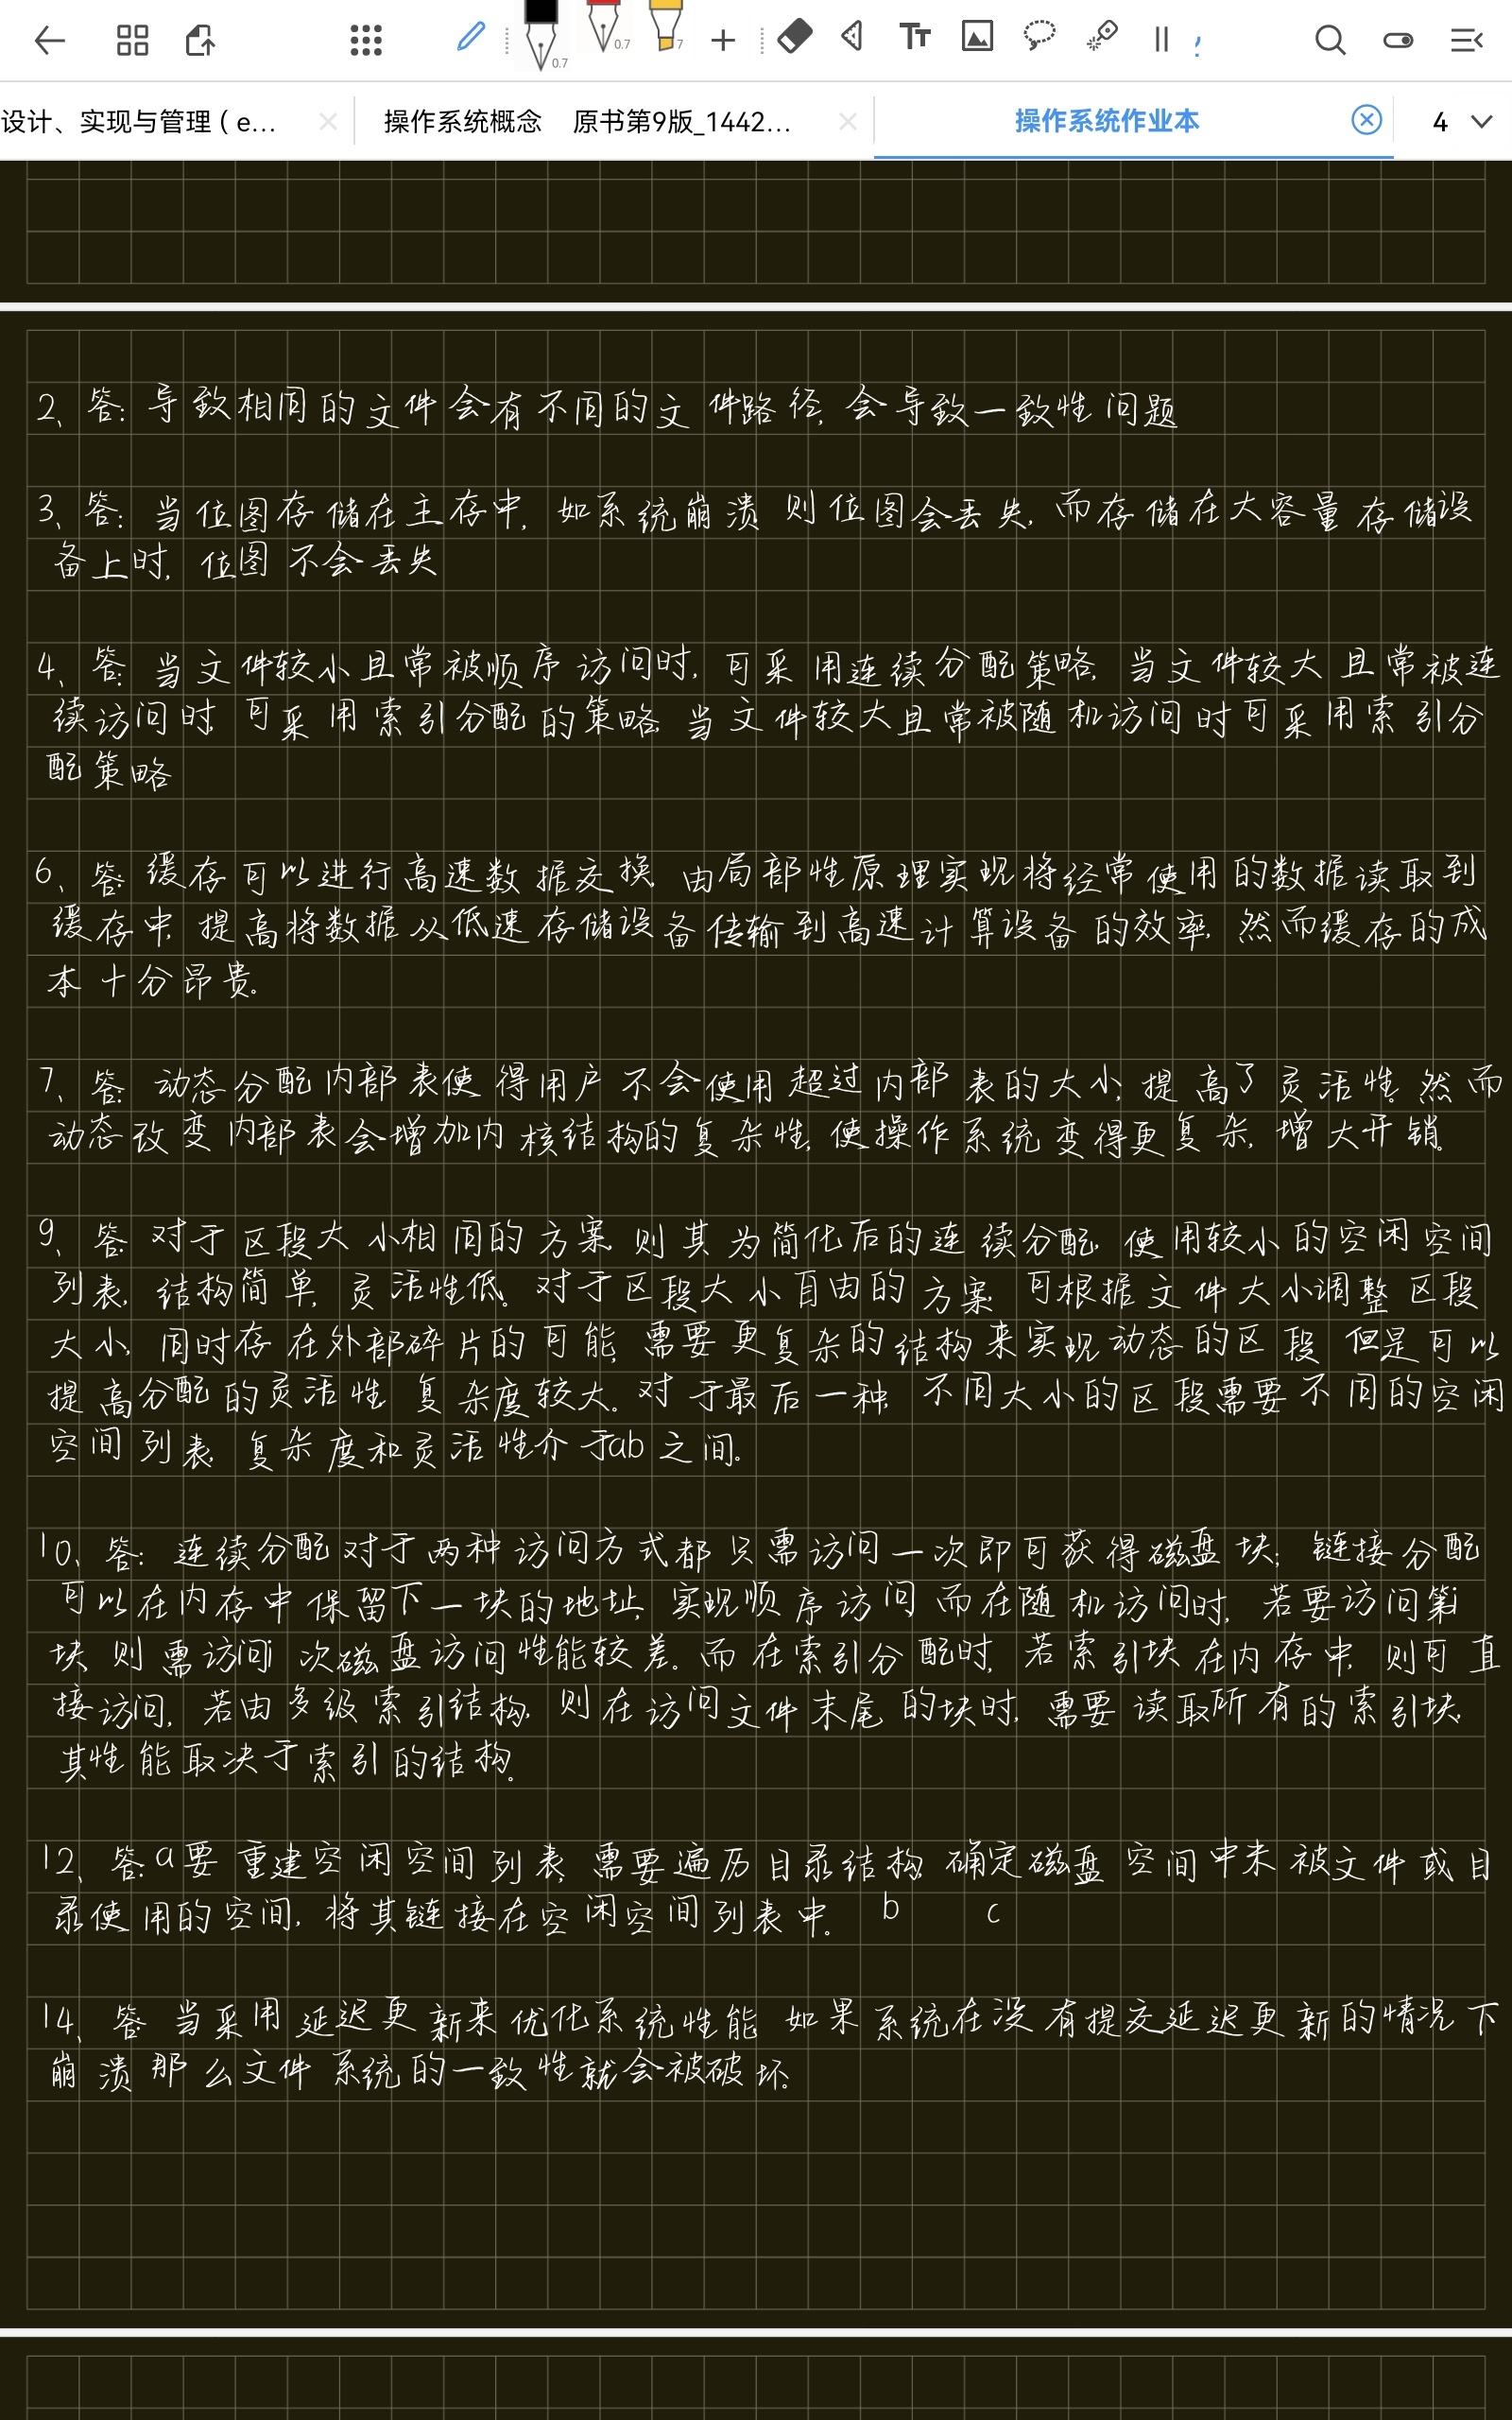 0.7
0.7
7
设计、实现与管理 ( e...
操作系统概念 原书第9版_1442...
操作系统作业本
4
2、答: 导致相同的文件会有不同的文件路径, 会导致一致性问题
3、答: 当位图存储在主存中, 如系统崩溃 则位图会丢失, 而存储在大容量存储设
备上时, 位图 不会丢失
4、答: 当文件较小且常被顺序访问时, 可采用连续分配策略, 当文件较大且常被连
续访问时, 可采用索引分配的策略, 当文件较大且常被随机访问时可采用索引分
配策略
6、答: 缓存可以进行高速数据交换, 由局部性原理实现将经常使用的数据读取到
缓存中, 提高将数据从低速存储设备传输到高速计算设备的效率, 然而缓存的成
本十分昂贵。
7、答: 动态分配内部表使得用户不会使用超过内部表的大小, 提高了灵活性。然而
动态改变内部表会增加内核结构的复杂性, 使操作系统变得更复杂, 增大开销。
9、答: 对于区段大小相同的方案, 则其为简化后的连续分配, 使用较小的空闲空间
列表, 结构简单, 灵活性低。对于区段大小自由的方案, 可根据文件大小调整区段
大小, 同时存在外部碎片的可能, 需要更复杂的结构来实现动态的区段, 但是可以
提高分配的灵活性, 复杂度较大。对于最后一种, 不同大小的区段需要不同的空闲
空间列表, 复杂度和灵活性介于ab之间。
10、答: 连续分配对于两种访问方式都只需访问一次即可获得磁盘块; 链接分配
可以在内存中保留下一块的地址, 实现顺序访问, 而在随机访问时, 若要访问第i
块, 则需访问i次磁盘访问性能较差。而在索引分配时, 若索引块在内存中, 则可直
接访问, 若由多级索引结构, 则在访问文件末尾的块时, 需要读取所有的索引块,
其性能取决于索引的结构。
12、答: a要重建空闲空间列表, 需要遍历目录结构, 确定磁盘空间中未被文件或目
录使用的空间, 将其链接在空闲空间列表中。 b c
14、答: 当采用延迟更新来优化系统性能, 如果系统在没有提交延迟更新的情况下
崩溃, 那么文件系统的一致性就会被破坏。